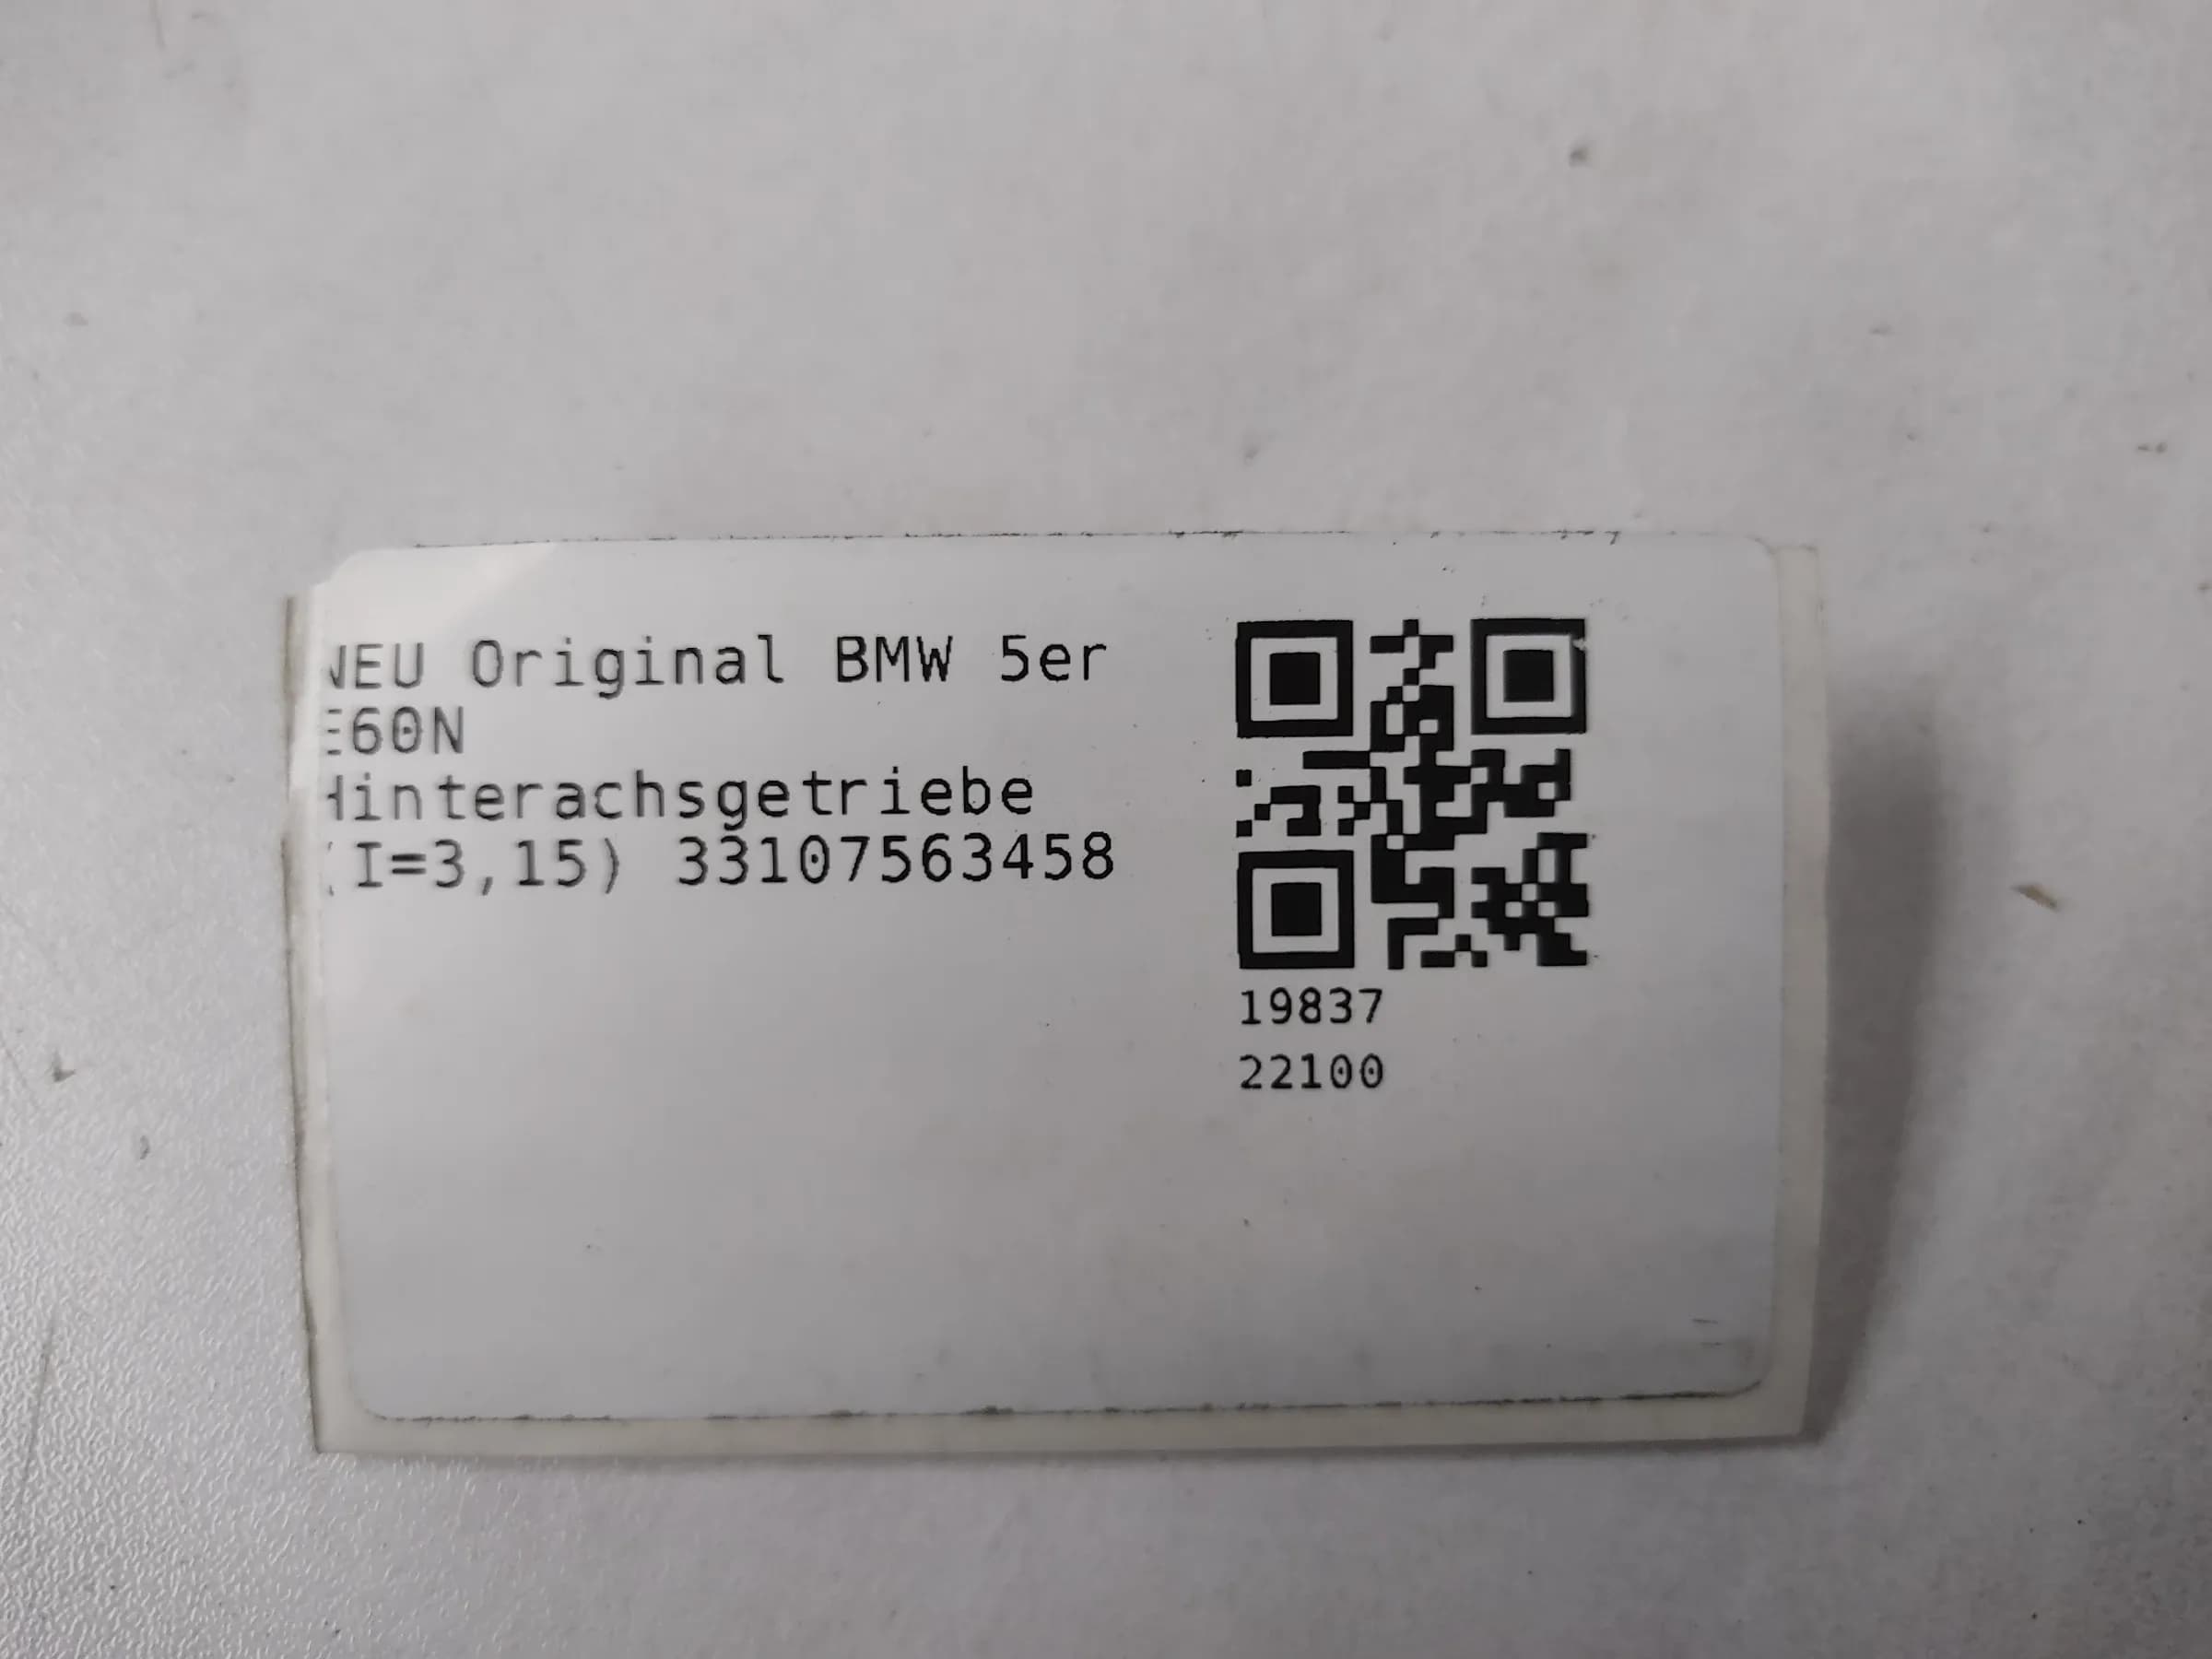 NEU Original BMW 5er
E60N
Hinterachsgetriebe
(I=3,15) 33107563458
19837
22100